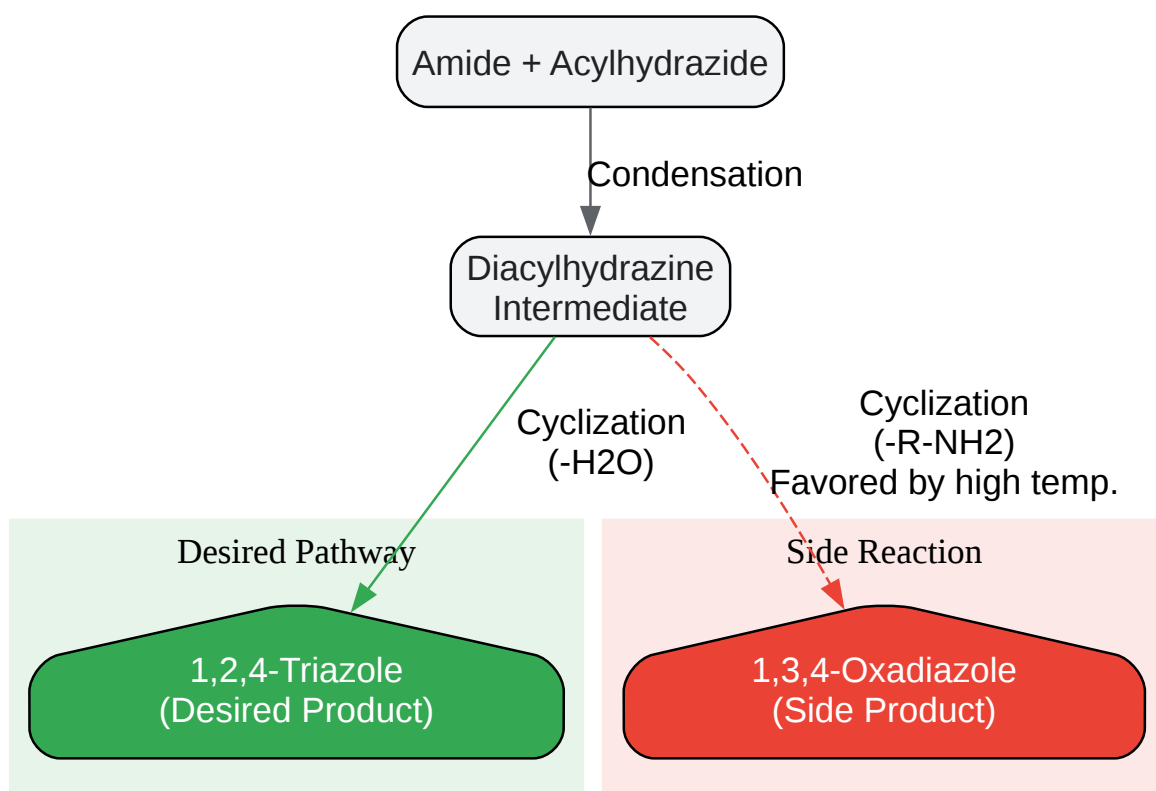 Amide + Acylhydrazide
Condensation
Diacylhydrazine
Intermediate
Cyclization
(-H2O)
Cyclization
(-R-NH2)
Favored by high temp.
Desired Pathway
Side Reaction
1,2,4-Triazole
(Desired Product)
1,3,4-Oxadiazole
(Side Product)